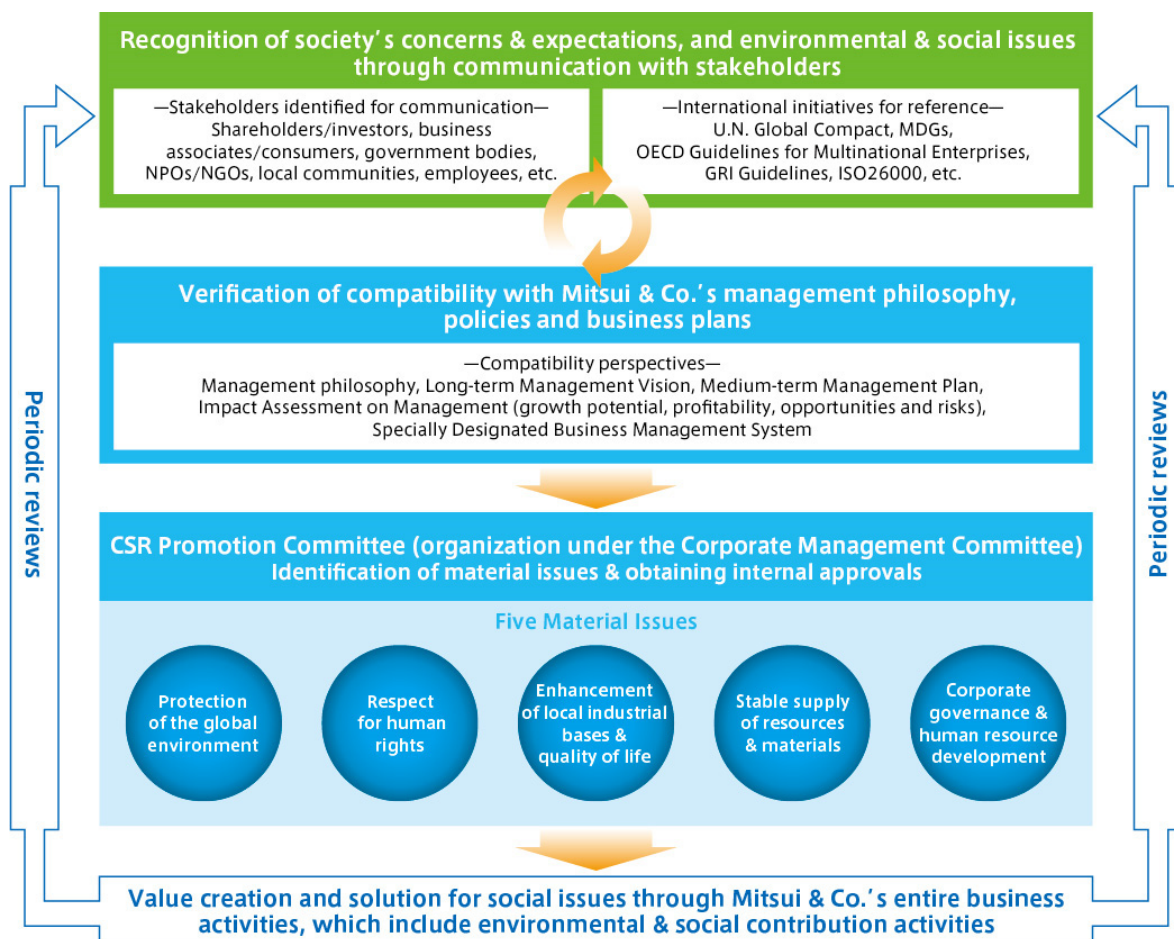 Recognition of society's concerns & expectations, and environmental & social issues
through communication with stakeholders
—Stakeholders identified for communication—
Shareholders/investors, business
associates/consumers, government bodies,
NPOs/NGOs, local communities, employees, etc.
—International initiatives for reference—
U.N. Global Compact, MDGs,
OECD Guidelines for Multinational Enterprises,
GRI Guidelines, ISO26000, etc.
Verification of compatibility with Mitsui & Co.'s management philosophy,
policies and business plans
—Compatibility perspectives—
Management philosophy, Long-term Management Vision, Medium-term Management Plan,
Impact Assessment on Management (growth potential, profitability, opportunities and risks),
Specially Designated Business Management System
Periodic reviews
Periodic reviews
CSR Promotion Committee (organization under the Corporate Management Committee)
Identification of material issues & obtaining internal approvals
Five Material Issues
Protection
of the global
environment
Respect
for human
rights
Enhancement
of local industrial
bases &
quality of life
Stable supply
of resources
& materials
Corporate
governance &
human resource
development
Value creation and solution for social issues through Mitsui & Co.'s entire business
activities, which include environmental & social contribution activities